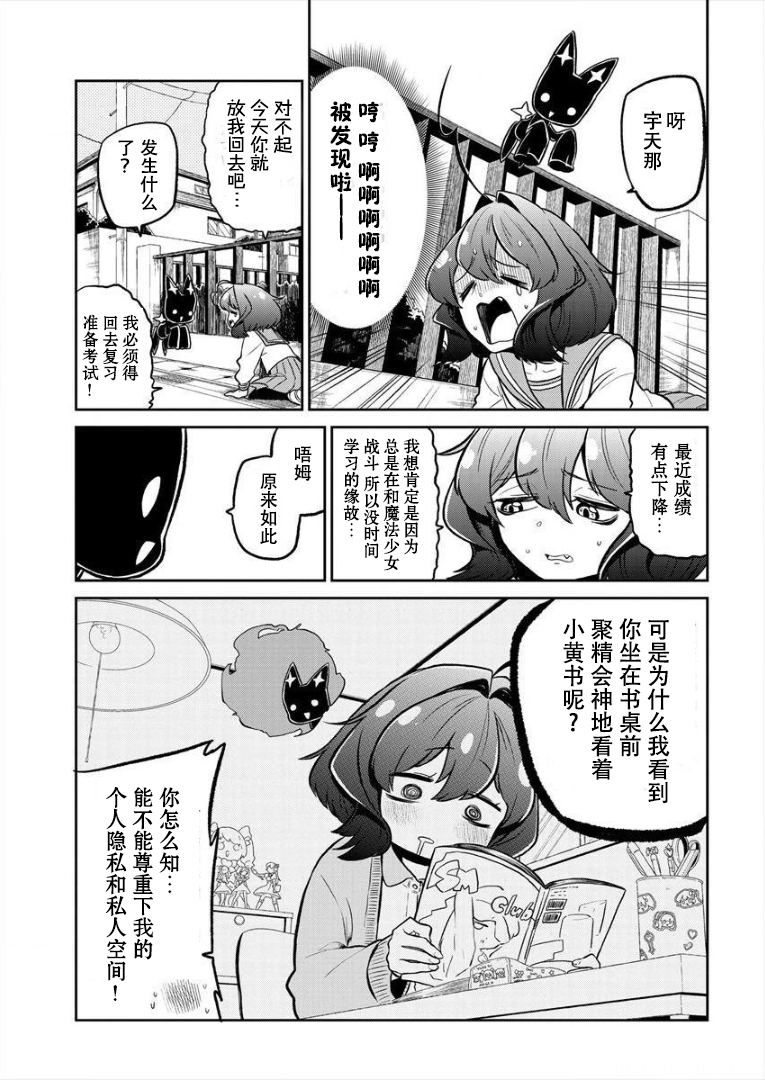 呀
宇天那
哼 哼 啊啊啊啊啊啊
被发现啦——
对不起
今天你就
放我回去吧…
发生什么
了？
我必须得
回去复习
准备考试！
最近成绩
有点下降…
我想肯定是因为
总是在和魔法少女
战斗 所以没时间
学习的缘故…
唔姆
原来如此
可是为什么我看到
你坐在书桌前
聚精会神地看着
小黄书呢？
SM
Club
你怎么知…
能不能尊重下我的
个人隐私和私人空间！